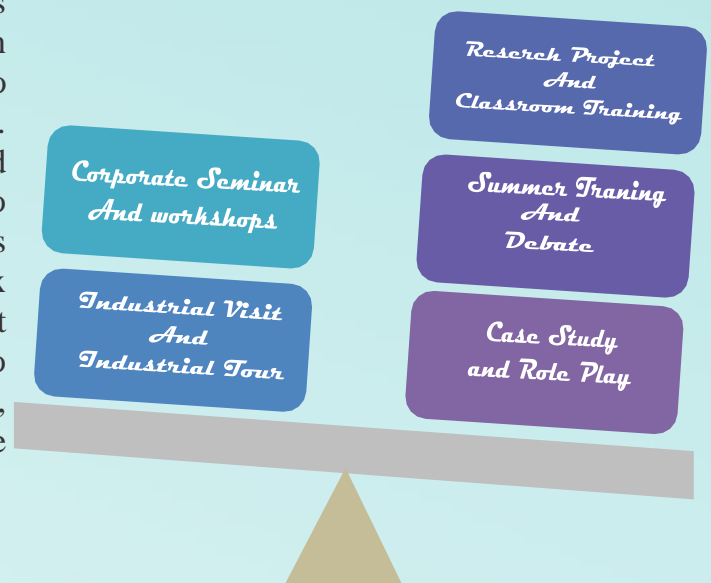 Corporate Seminar
And workshops
Industrial Visit
And
Industrial Tour
Reserch Project
And
Classroom Training
Summer Traning
And
Debate
Case Study
and Role Play